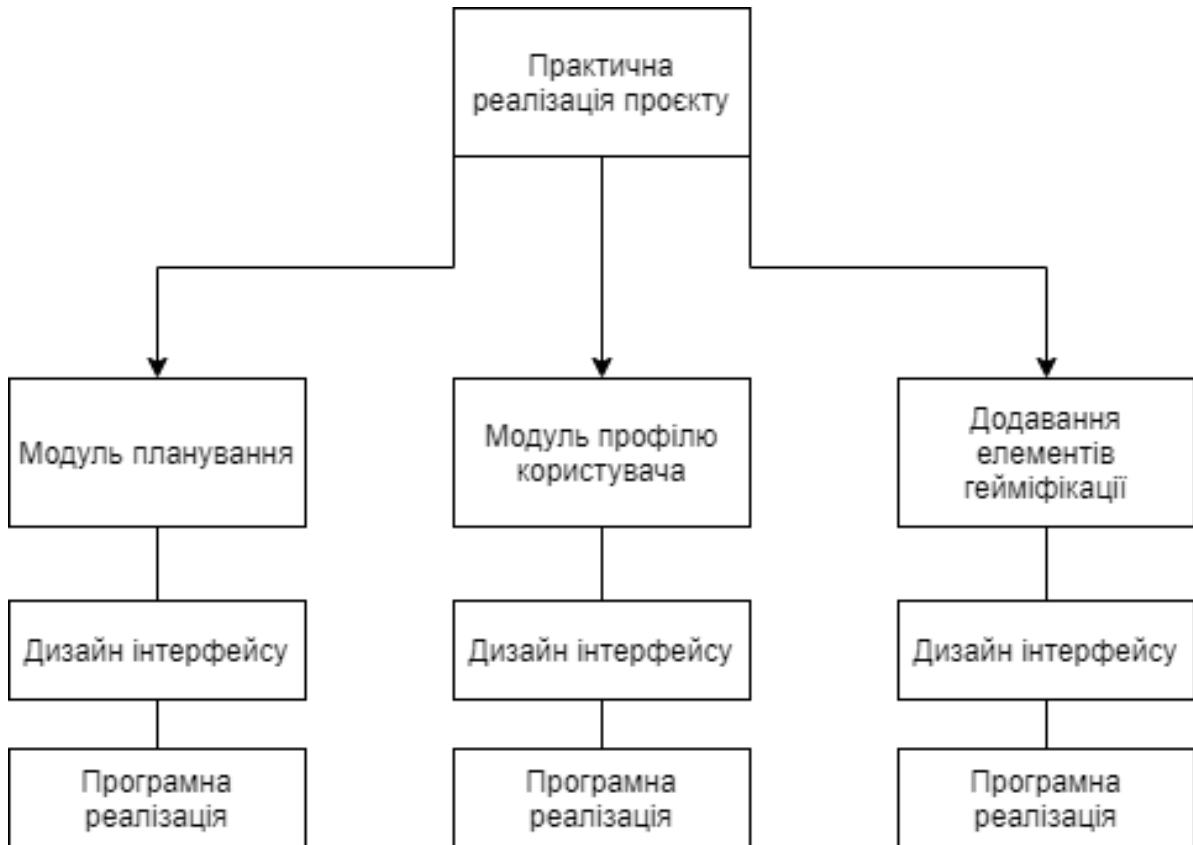 Практична
реалізація проєкту
Модуль планування
Модуль профілю
користувача
Додавання
елементів
гейміфікації
Дизайн інтерфейсу
Дизайн інтерфейсу
Дизайн інтерфейсу
Програмна
реалізація
Програмна
реалізація
Програмна
реалізація